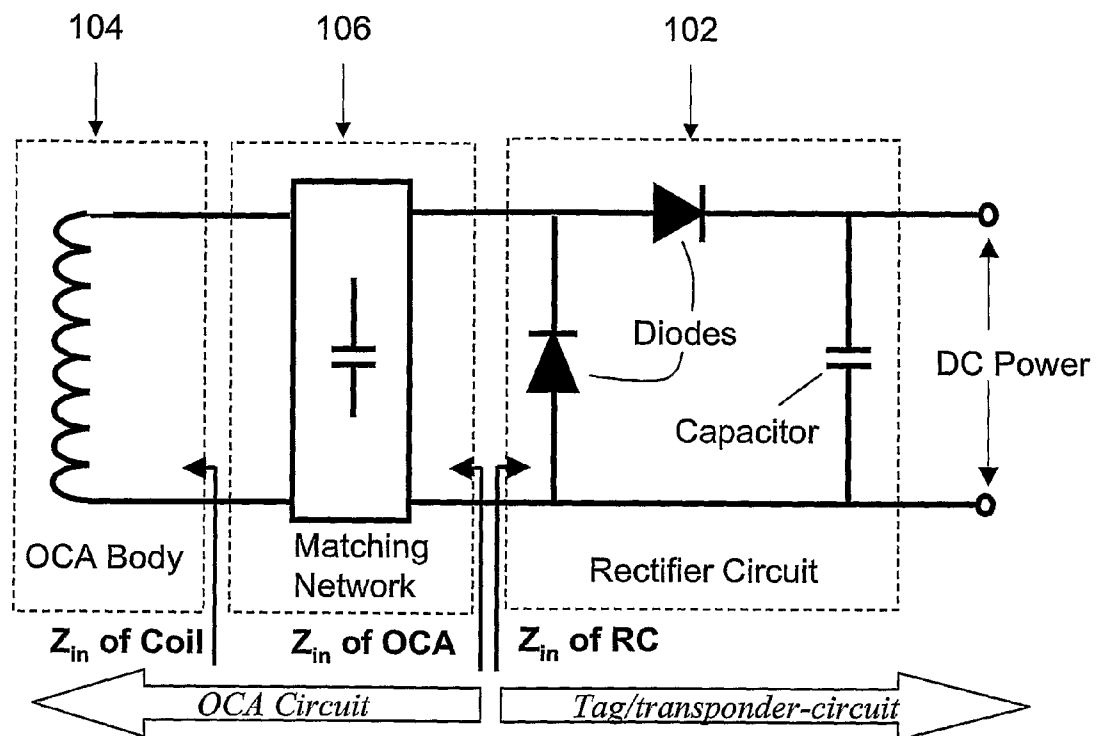 104
106
102
Diodes
DC Power
Capacitor
OCA Body
Matching
Network
Rectifier Circuit
Zin of Coil
Zin of OCA
Zin of RC
OCA Circuit
Tag/transponder-circuit